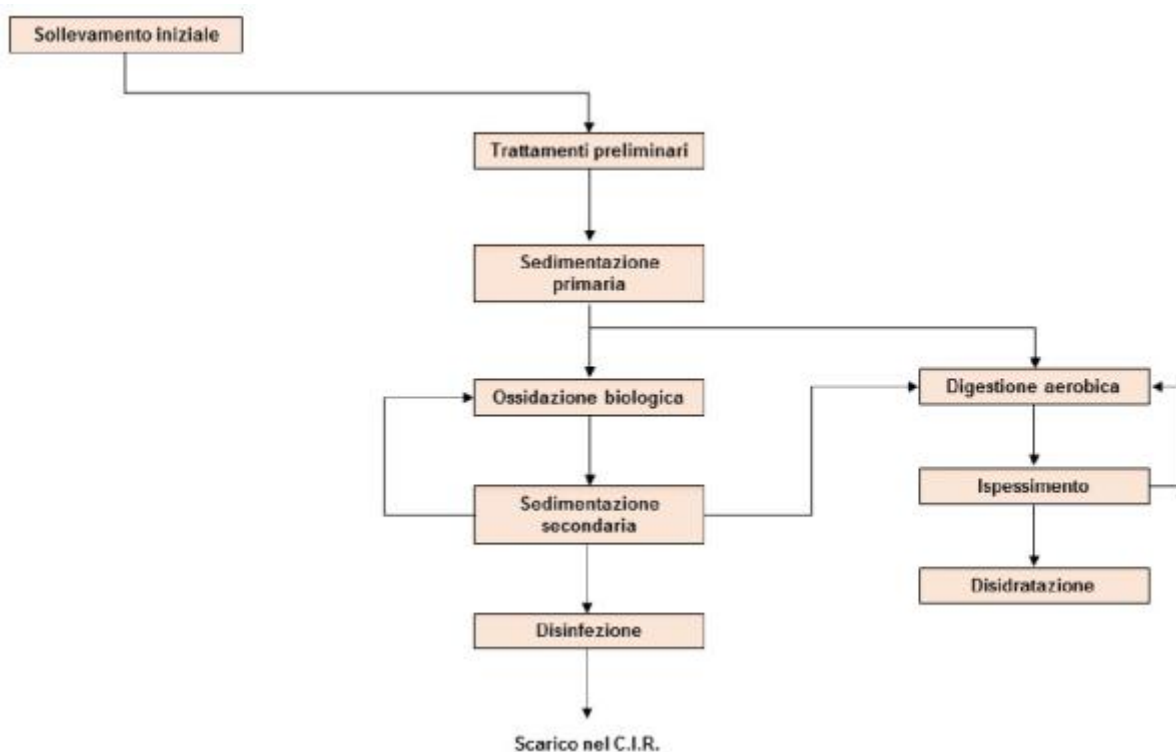 Sollevamento iniziale
Trattamenti preliminari
Sedimentazione
primaria
Ossidazione biologica
Digestione aerobica
Sedimentazione
secondaria
Ispessimento
Disidratazione
Disinfezione
Scarico nel C.I.R.